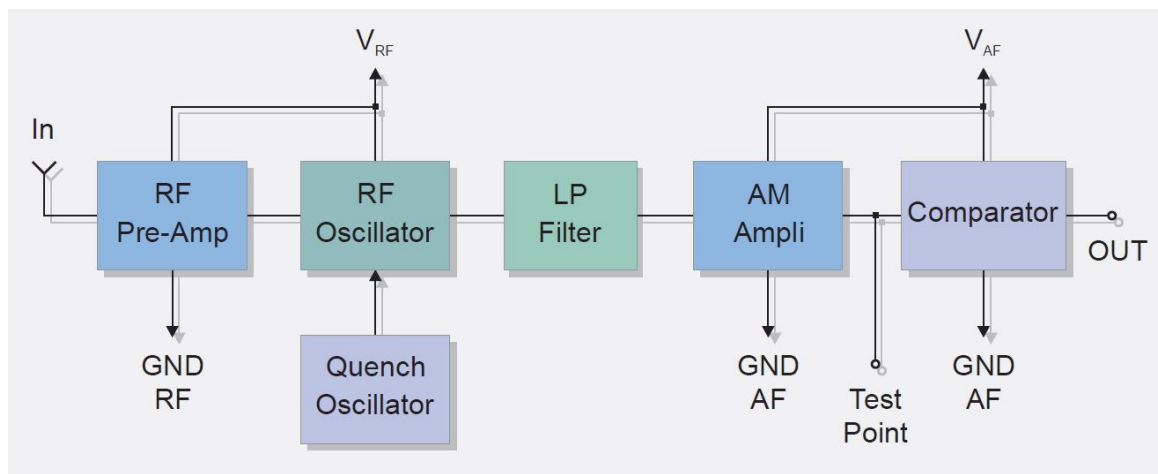 V_RF
V_AF
In
RF
Pre-Amp
RF
Oscillator
LP
Filter
AM
Ampli
Comparator
OUT
GND
RF
Quench
Oscillator
GND
AF
Test
Point
GND
AF